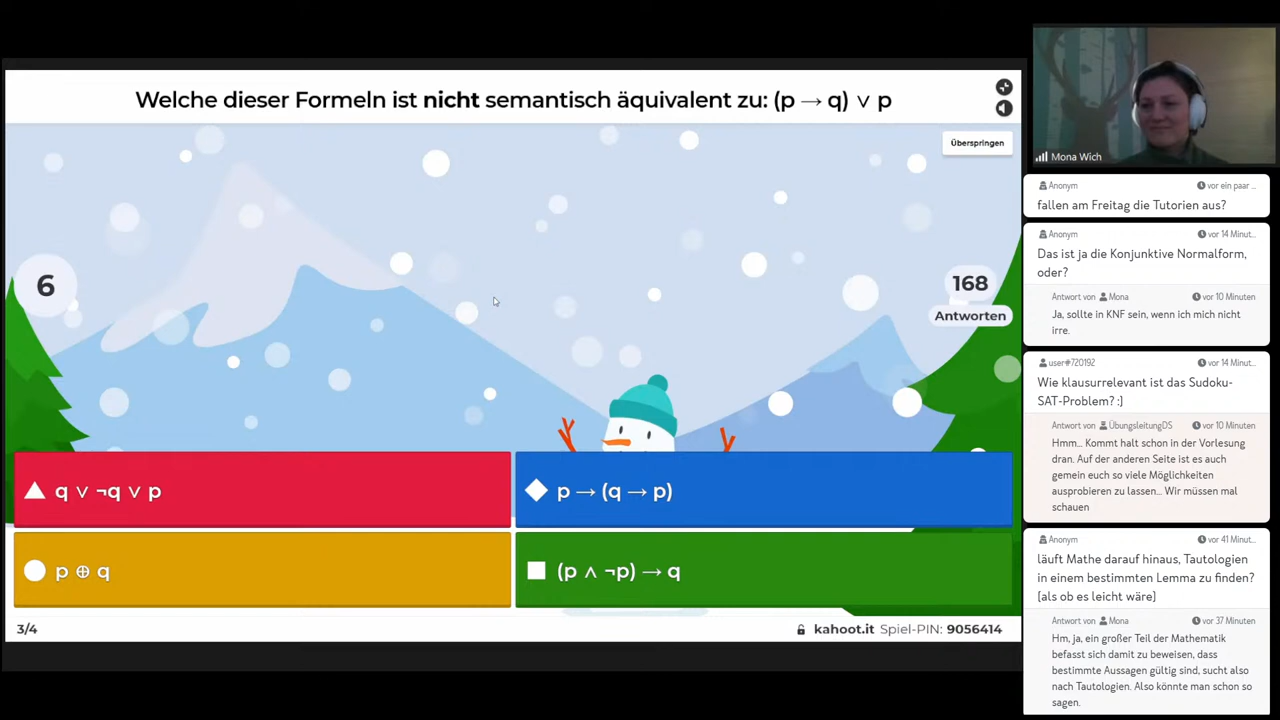 Welche dieser Formeln ist nicht semantisch äquivalent zu: (p → q) ∨ p
Überspringen
6
168
Antworten
q ∨ ¬q ∨ p
p → (q → p)
p ⊕ q
(p ∧ ¬p) → q
3/4
kahoot.it Spiel-PIN: 9056414
Mona Wich
Anonym vor ein paar ...
fallen am Freitag die Tutorien aus?
Anonym vor 14 Minut...
Das ist ja die Konjunktive Normalform,
oder?
Antwort von Mona vor 10 Minuten
Ja, sollte in KNF sein, wenn ich mich nicht
irre.
user#720192 vor 14 Minut...
Wie klausurrelevant ist das Sudoku-
SAT-Problem? :]
Antwort von ÜbungsleitungDS vor 10 Minuten
Hmm... Kommt halt schon in der Vorlesung
dran. Auf der anderen Seite ist es auch
gemein euch so viele Möglichkeiten
ausprobieren zu lassen... Wir müssen mal
schauen
Anonym vor 41 Minut...
läuft Mathe darauf hinaus, Tautologien
in einem bestimmten Lemma zu finden?
[als ob es leicht wäre]
Antwort von Mona vor 37 Minuten
Hm, ja, ein großer Teil der Mathematik
befasst sich damit zu beweisen, dass
bestimmte Aussagen gültig sind, sucht also
nach Tautologien. Also könnte man schon so
sagen.